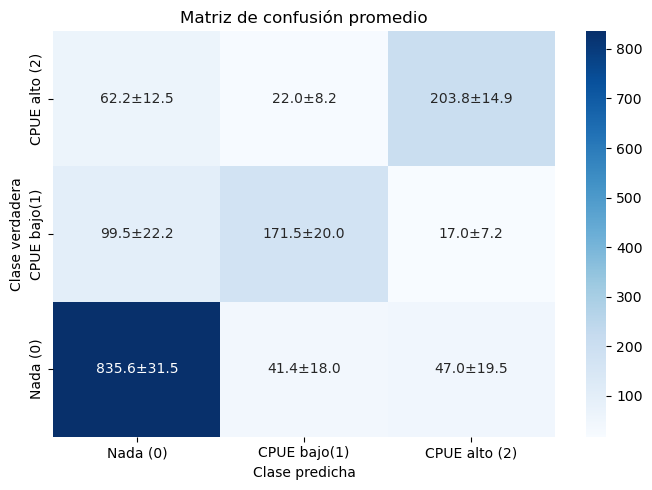 Matriz de confusión promedio
Clase verdadera
CPUE alto (2)
62.2±12.5
22.0±8.2
203.8±14.9
CPUE bajo(1)
99.5±22.2
171.5±20.0
17.0±7.2
Nada (0)
835.6±31.5
41.4±18.0
47.0±19.5
Nada (0)
CPUE bajo(1)
CPUE alto (2)
Clase predicha
800
700
600
500
400
300
200
100